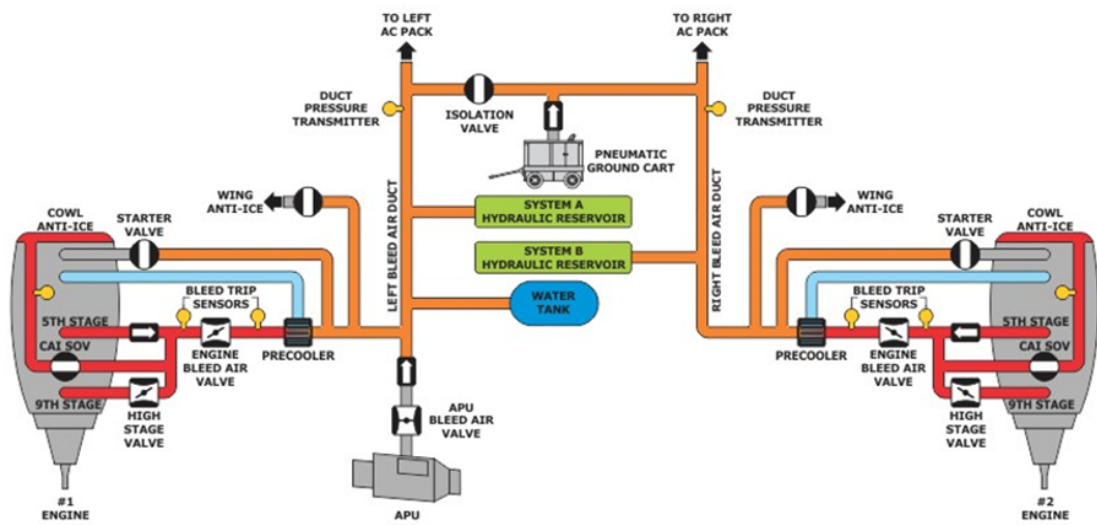 TO LEFT
AC PACK
TO RIGHT
AC PACK
DUCT
PRESSURE
TRANSMITTER
ISOLATION
VALVE
DUCT
PRESSURE
TRANSMITTER
PNEUMATIC
GROUND CART
WING
ANTI-ICE
LEFT BLEED AIR DUCT
SYSTEM A
HYDRAULIC RESERVOIR
RIGHT BLEED AIR DUCT
WING
ANTI-ICE
COWL
ANTI-ICE
STARTER
VALVE
SYSTEM B
HYDRAULIC RESERVOIR
STARTER
VALVE
COWL
ANTI-ICE
BLEED TRIP
SENSORS
WATER
TANK
BLEED TRIP
SENSORS
5TH STAGE
CAI SOV
9TH STAGE
ENGINE
BLEED AIR
VALVE
PRECOOLER
PRECOOLER
ENGINE
BLEED AIR
VALVE
5TH STAGE
CAI SOV
9TH STAGE
HIGH
STAGE
VALVE
APU
BLEED AIR
VALVE
HIGH
STAGE
VALVE
#1
ENGINE
APU
#2
ENGINE